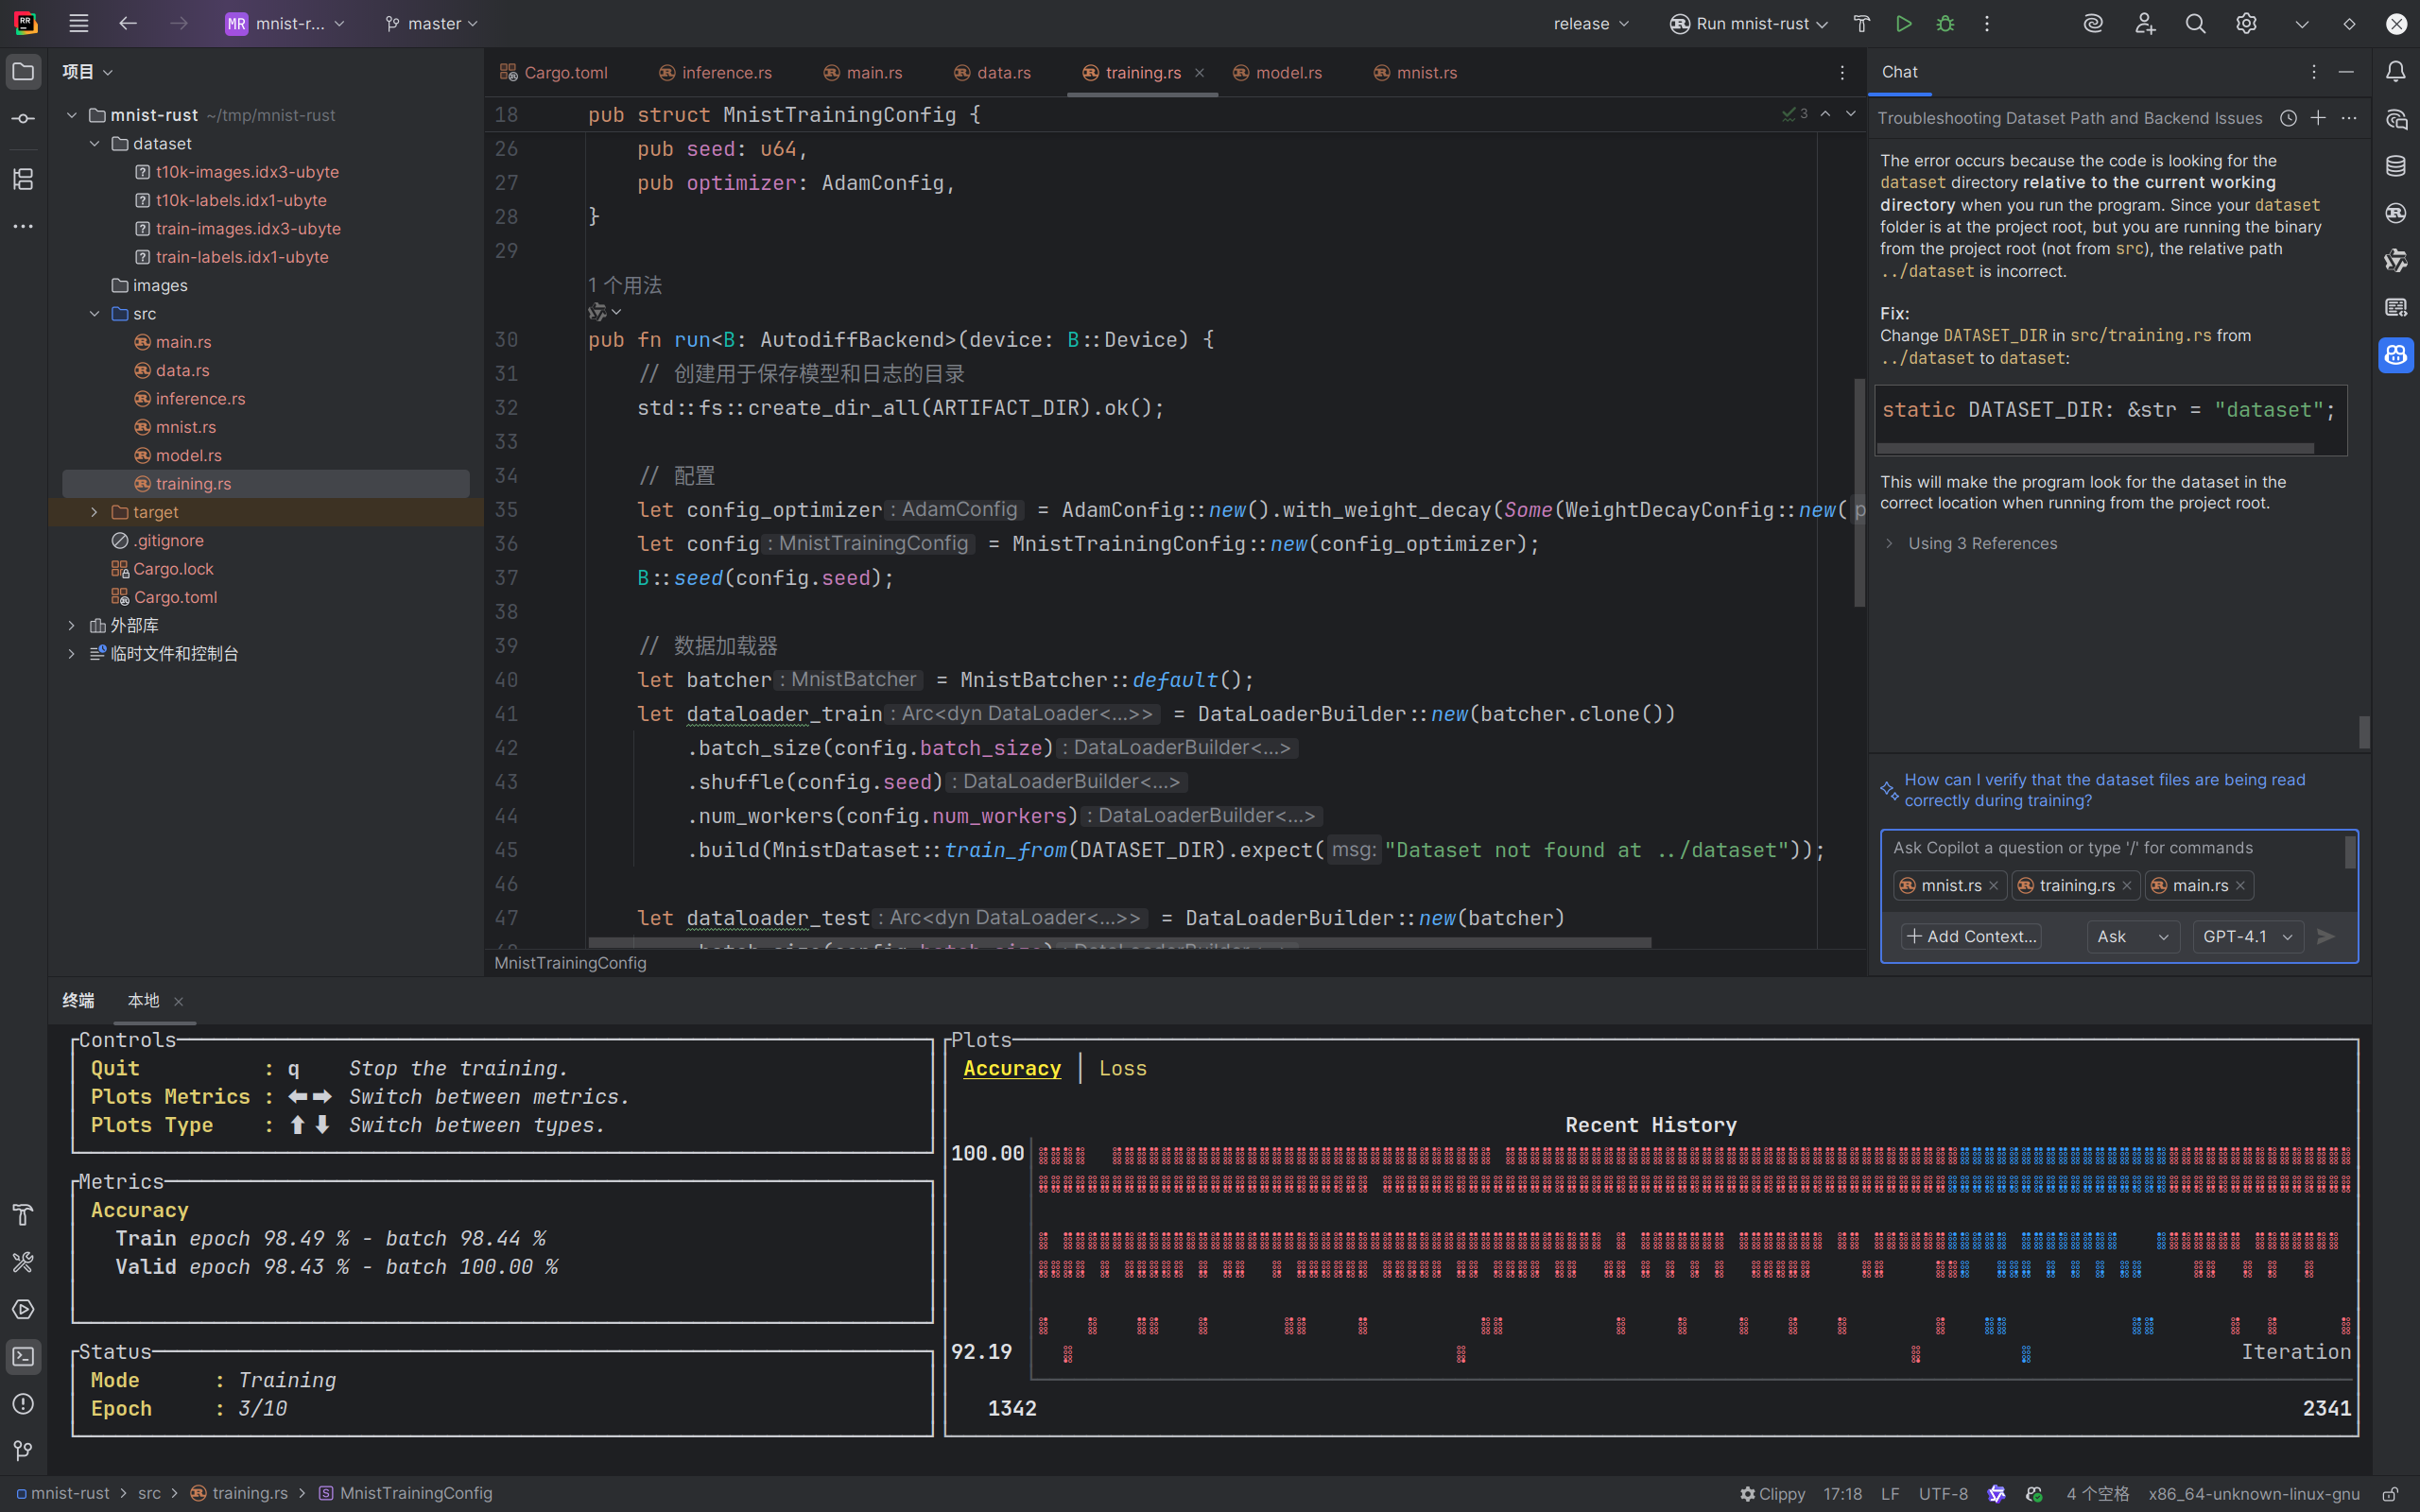 RR
MR mnist-r...
master
release
Run mnist-rust
项目
mnist-rust ~/tmp/mnist-rust
dataset
t10k-images.idx3-ubyte
t10k-labels.idx1-ubyte
train-images.idx3-ubyte
train-labels.idx1-ubyte
images
src
main.rs
data.rs
inference.rs
mnist.rs
model.rs
training.rs
target
.gitignore
Cargo.lock
Cargo.toml
外部库
临时文件和控制台
Cargo.toml
inference.rs
main.rs
data.rs
training.rs
model.rs
mnist.rs
18 pub struct MnistTrainingConfig {
3
26 pub seed: u64,
27 pub optimizer: AdamConfig,
28 }
29
1 个用法
30 pub fn run<B: AutodiffBackend>(device: B::Device) {
31 // 创建用于保存模型和日志的目录
32 std::fs::create_dir_all(ARTIFACT_DIR).ok();
33
34 // 配置
35 let config_optimizer : AdamConfig = AdamConfig::new().with_weight_decay(Some(WeightDecayConfig::new( p
36 let config : MnistTrainingConfig = MnistTrainingConfig::new(config_optimizer);
37 B::seed(config.seed);
38
39 // 数据加载器
40 let batcher : MnistBatcher = MnistBatcher::default();
41 let dataloader_train : Arc<dyn DataLoader<...>> = DataLoaderBuilder::new(batcher.clone())
42 .batch_size(config.batch_size) : DataLoaderBuilder<...>
43 .shuffle(config.seed) : DataLoaderBuilder<...>
44 .num_workers(config.num_workers) : DataLoaderBuilder<...>
45 .build(MnistDataset::train_from(DATASET_DIR).expect( msg: "Dataset not found at ../dataset"));
46
47 let dataloader_test : Arc<dyn DataLoader<...>> = DataLoaderBuilder::new(batcher)
48 .batch_size(config.batch_size) : DataLoaderBuilder<...>
MnistTrainingConfig
Chat
Troubleshooting Dataset Path and Backend Issues
The error occurs because the code is looking for the
dataset directory relative to the current working
directory when you run the program. Since your dataset
folder is at the project root, but you are running the binary
from the project root (not from src), the relative path
../dataset is incorrect.
Fix:
Change DATASET_DIR in src/training.rs from
../dataset to dataset:
static DATASET_DIR: &str = "dataset";
This will make the program look for the dataset in the
correct location when running from the project root.
Using 3 References
How can I verify that the dataset files are being read
correctly during training?
Ask Copilot a question or type '/' for commands
mnist.rs
training.rs
main.rs
Add Context...
Ask
GPT-4.1
终端
本地
Controls
Quit : q Stop the training.
Plots Metrics : ⬅➡ Switch between metrics.
Plots Type : ⬆⬇ Switch between types.
Metrics
Accuracy
Train epoch 98.49 % - batch 98.44 %
Valid epoch 98.43 % - batch 100.00 %
Status
Mode : Training
Epoch : 3/10
Plots
Accuracy | Loss
Recent History
100.00
92.19
Iteration
1342
2341
mnist-rust > src > training.rs > MnistTrainingConfig
Clippy
17:18
LF
UTF-8
4 个空格
x86_64-unknown-linux-gnu